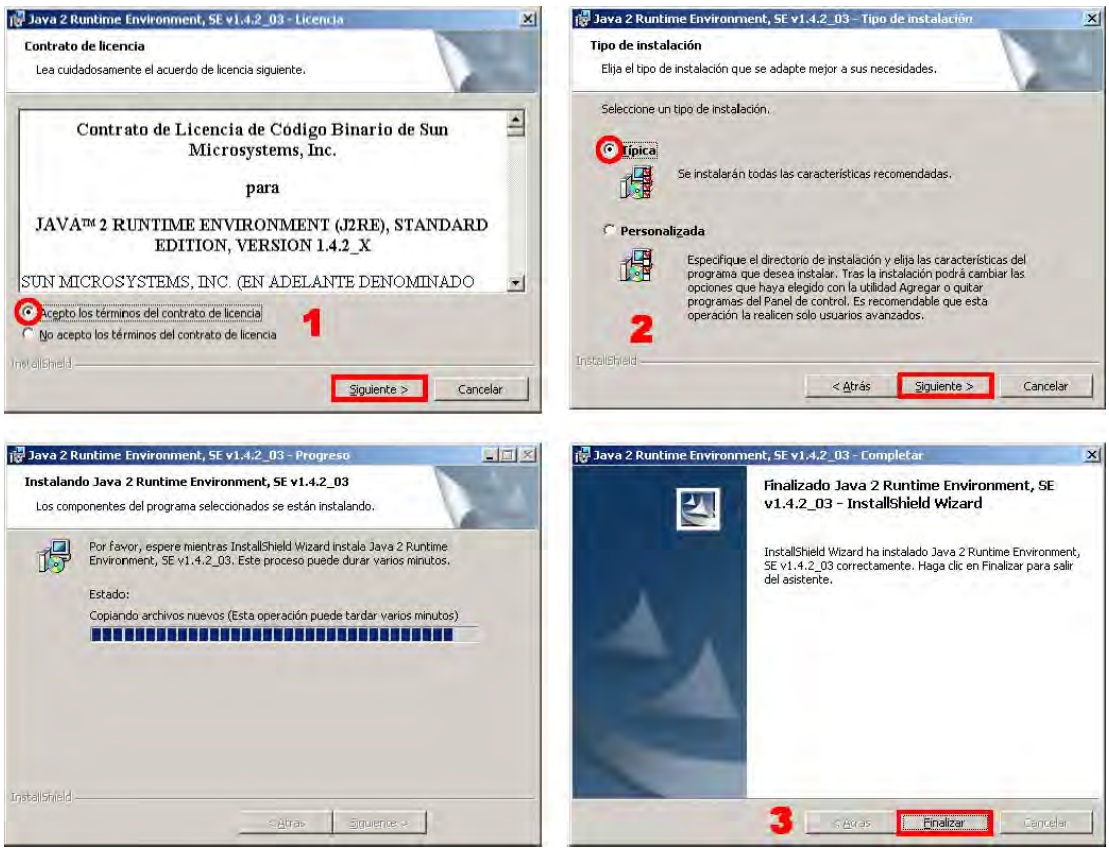 Java 2 Runtime Environment, SE v1.4.2_03 - Licencia
Contrato de licencia
Lea cuidadosamente el acuerdo de licencia siguiente.
Contrato de Licencia de Código Binario de Sun
Microsystems, Inc.
para
JAVA™ 2 RUNTIME ENVIRONMENT (J2RE), STANDARD
EDITION, VERSION 1.4.2_X
SUN MICROSYSTEMS, INC. (EN ADELANTE DENOMINADO
Acepto los términos del contrato de licencia
No acepto los términos del contrato de licencia
1
InstallShield
Siguiente >
Cancelar
Java 2 Runtime Environment, SE v1.4.2_03 - Tipo de instalación
Tipo de instalación
Elija el tipo de instalación que se adapte mejor a sus necesidades.
Seleccione un tipo de instalación.
Típica
Se instalarán todas las características recomendadas.
Personalizada
Especifique el directorio de instalación y elija las características del
programa que desea instalar. Tras la instalación podrá cambiar las
opciones que haya elegido con la utilidad Agregar o quitar
programas del Panel de control. Es recomendable que esta
operación la realicen solo usuarios avanzados.
2
InstallShield
< Atrás
Siguiente >
Cancelar
Java 2 Runtime Environment, SE v1.4.2_03 - Progreso
Instalando Java 2 Runtime Environment, SE v1.4.2_03
Los componentes del programa seleccionados se están instalando.
Por favor, espere mientras InstallShield Wizard instala Java 2 Runtime
Environment, SE v1.4.2_03. Este proceso puede durar varios minutos.
Estado:
Copiando archivos nuevos (Esta operación puede tardar varios minutos)
InstallShield
< Atrás
Siguiente >
Java 2 Runtime Environment, SE v1.4.2_03 - Completar
Finalizado Java 2 Runtime Environment, SE
v1.4.2_03 - InstallShield Wizard
InstallShield Wizard ha instalado Java 2 Runtime Environment,
SE v1.4.2_03 correctamente. Haga clic en Finalizar para salir
del asistente.
3
< Atrás
Finalizar
Cancelar